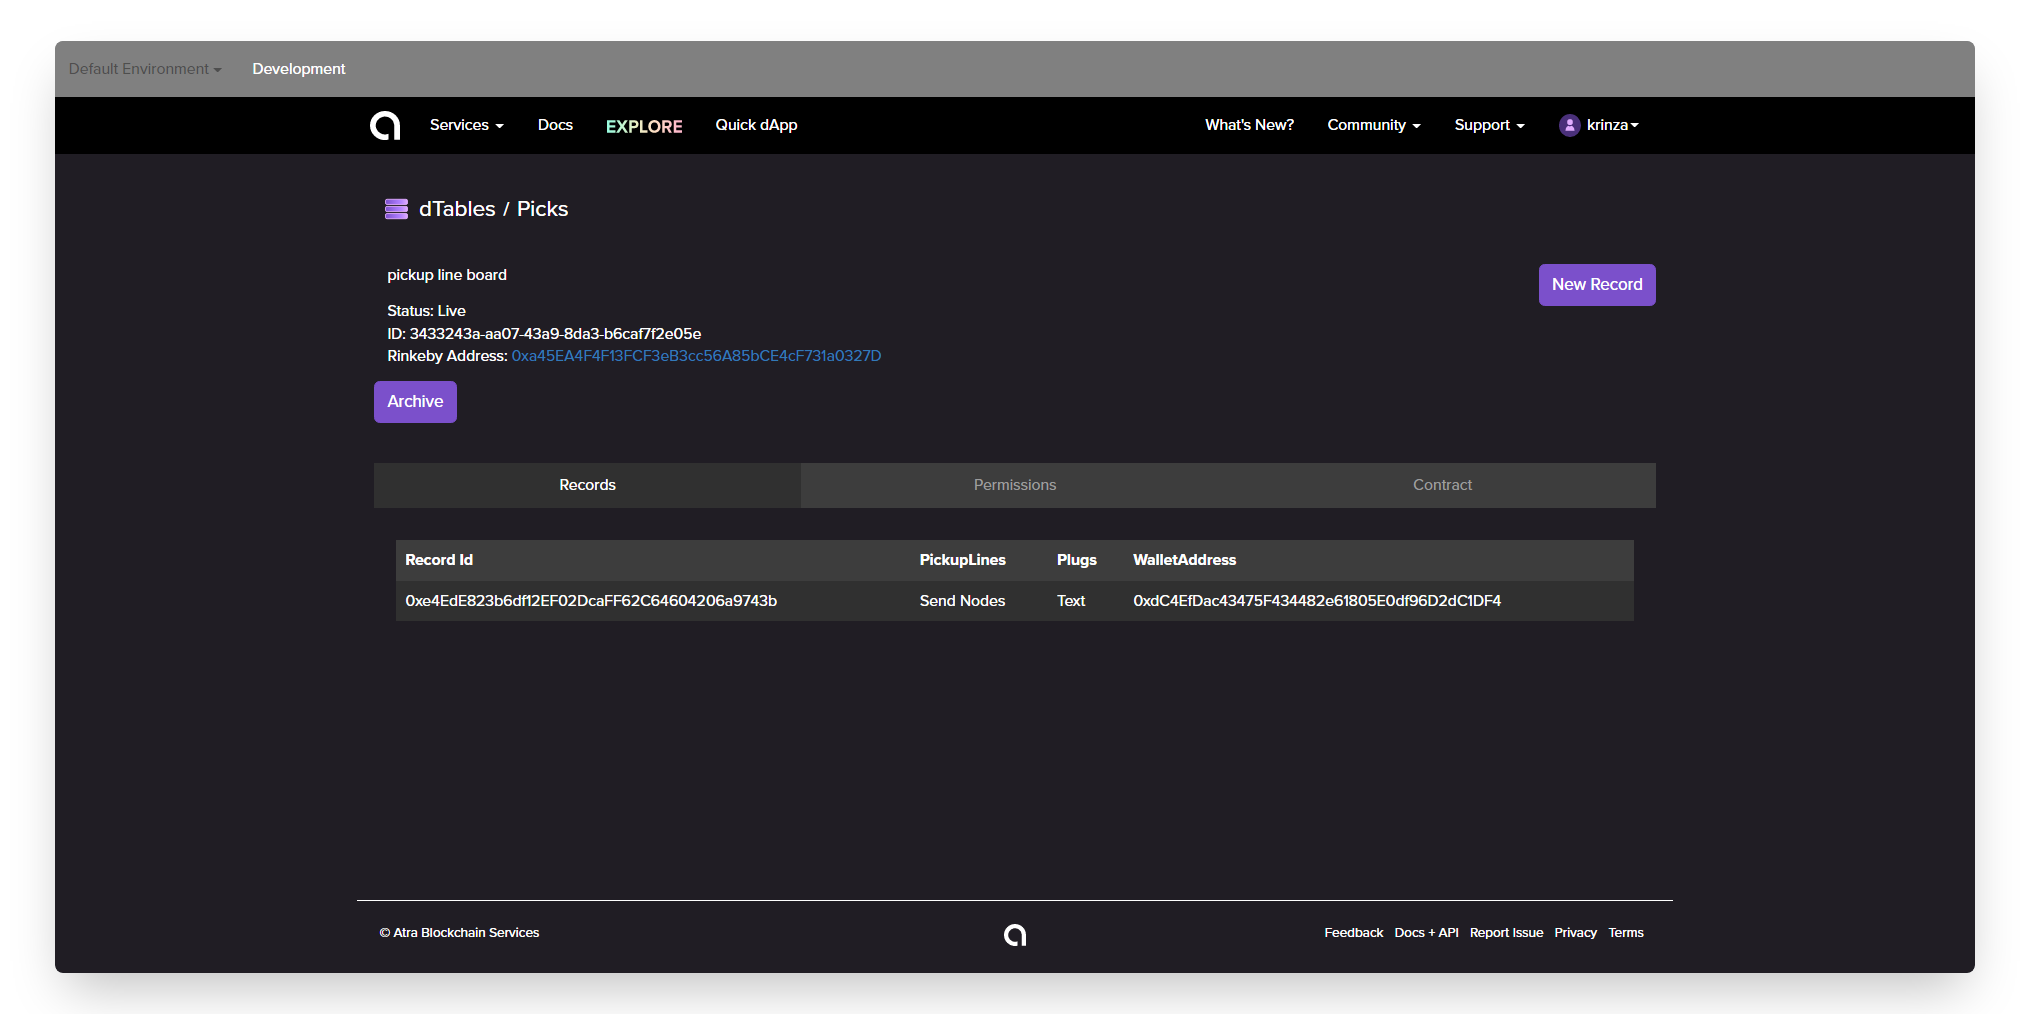 Default Environment Development
Services Docs EXPLORE Quick dApp What's New? Community Support krinza
dTables / Picks
pickup line board
New Record
Status: Live
ID: 3433243a-aa07-43a9-8da3-b6caf7f2e05e
Rinkeby Address: 0xa45EA4F4F13FCF3eB3cc56A85bCE4cF731a0327D
Archive
Records Permissions Contract
Record Id PickupLines Plugs WalletAddress
0xe4EdE823b6df12EF02DcaFF62C64604206a9743b Send Nodes Text 0xdC4EfDac43475F434482e61805E0df96D2dC1DF4
© Atra Blockchain Services Feedback Docs + API Report Issue Privacy Terms